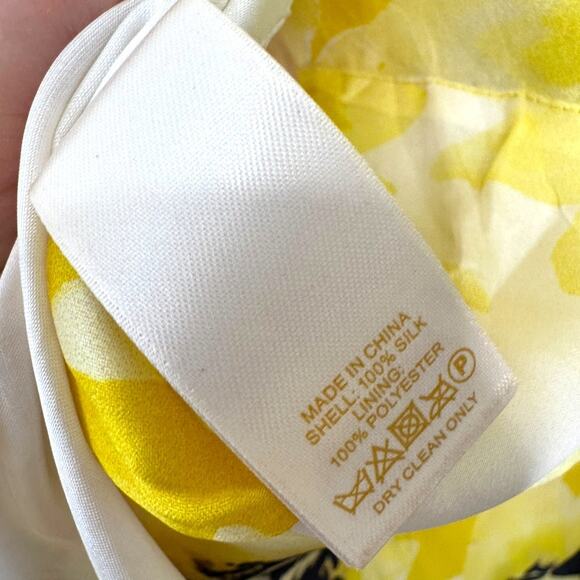 MADE IN CHINA
SHELL: 100% SILK
LINING:
100% POLYESTER
P
DRY CLEAN ONLY